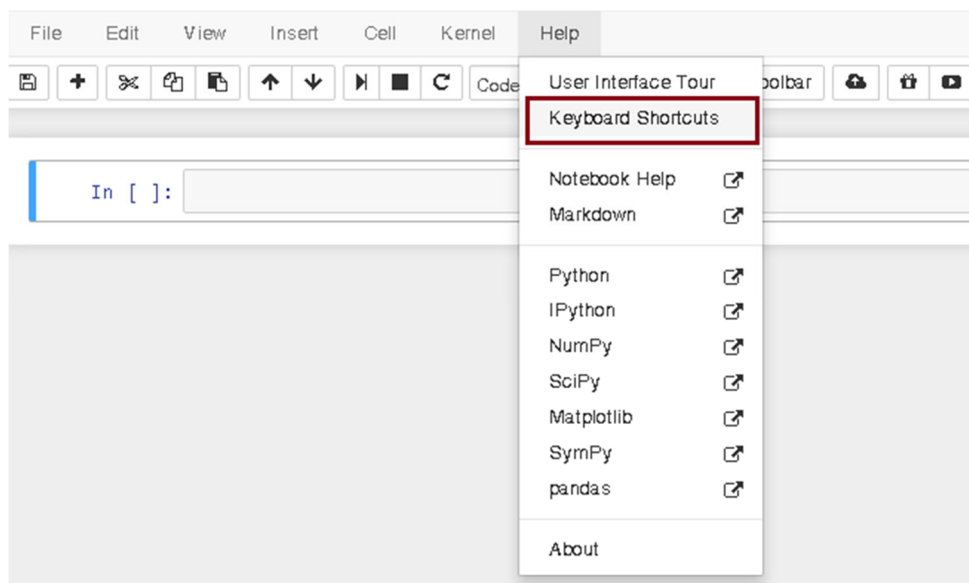 File Edit View Insert Cell Kernel Help
Code
User Interface Tour
Keyboard Shortcuts
In [ ]:
Notebook Help
Markdown
Python
IPython
NumPy
SciPy
Matplotlib
SymPy
pandas
About